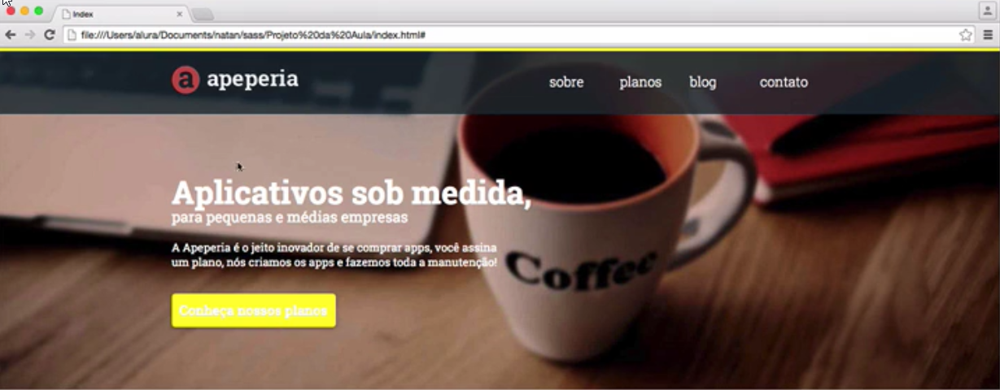 Index
file:///Users/alura/Documents/natan/sass/Projeto%20da%20Aula/index.html#
a apeperia
sobre planos blog contato
Aplicativos sob medida,
para pequenas e médias empresas
A Apeperia é o jeito inovador de se comprar apps, você assina
um plano, nós criamos os apps e fazemos toda a manutenção!
Coffee
Conheça nossos planos